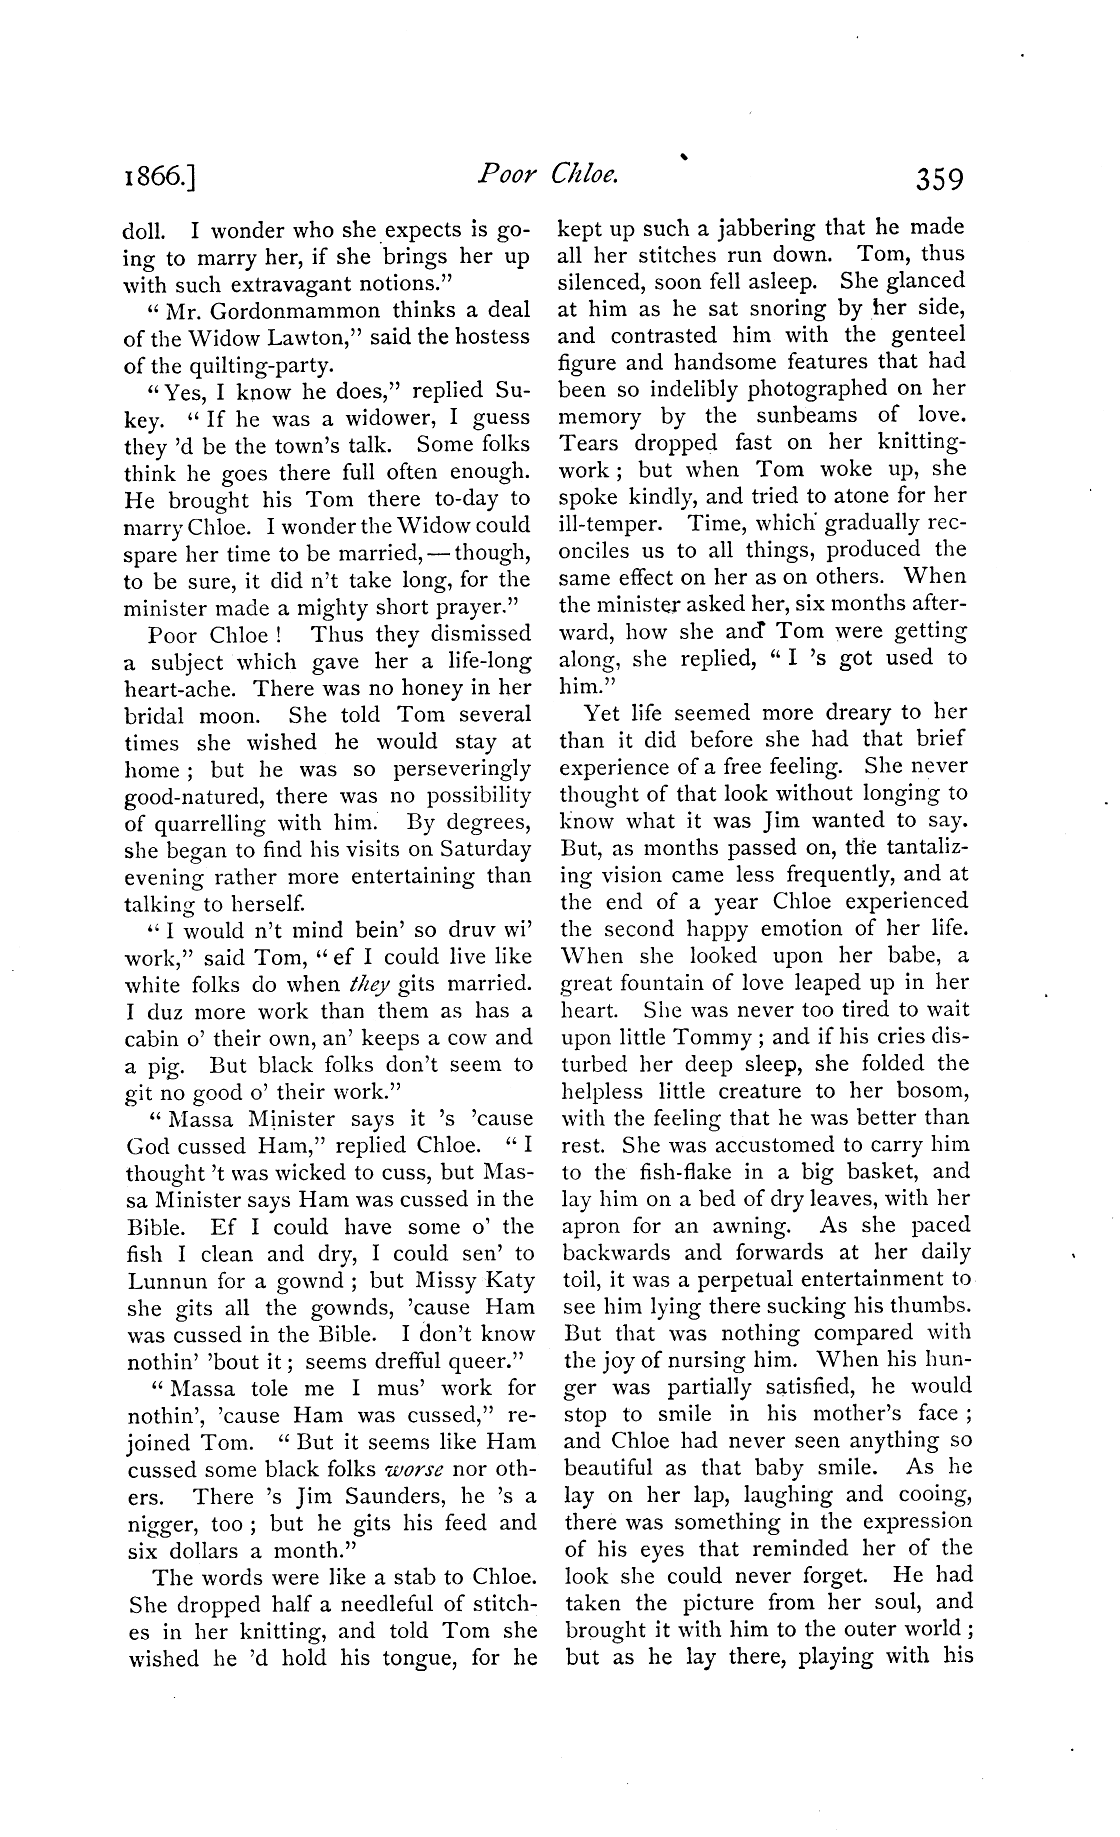 1866.] Poor Chloe. 359
doll. I wonder who she expects is go-
ing to marry her, if she brings her up
with such extravagant notions.”
“ Mr. Gordonmammon thinks a deal
of the Widow Lawton,” said the hostess
of the quilting-party.
“ Yes, I know he does,” replied Su-
key. “ If he was a widower, I guess
they ’d be the town’s talk. Some folks
think he goes there full often enough.
He brought his Tom there to-day to
marry Chloe. I wonder the Widow could
spare her time to be married, — though,
to be sure, it did n’t take long, for the
minister made a mighty short prayer.”
Poor Chloe ! Thus they dismissed
a subject which gave her a life-long
heart-ache. There was no honey in her
bridal moon. She told Tom several
times she wished he would stay at
home ; but he was so perseveringly
good-natured, there was no possibility
of quarrelling with him. By degrees,
she began to find his visits on Saturday
evening rather more entertaining than
talking to herself.
“ I would n’t mind bein’ so druv wi’
work,” said Tom, “ ef I could live like
white folks do when they gits married.
I duz more work than them as has a
cabin o’ their own, an’ keeps a cow and
a pig. But black folks don’t seem to
git no good o’ their work.”
“ Massa Minister says it ’s ’cause
God cussed Ham,” replied Chloe. “ I
thought ’t was wicked to cuss, but Mas-
sa Minister says Ham was cussed in the
Bible. Ef I could have some o’ the
fish I clean and dry, I could sen’ to
Lunnun for a gownd ; but Missy Katy
she gits all the gownds, ’cause Ham
was cussed in the Bible. I don’t know
nothin’ ’bout it ; seems drefful queer.”
“ Massa tole me I mus’ work for
nothin’, ’cause Ham was cussed,” re-
joined Tom. “ But it seems like Ham
cussed some black folks worse nor oth-
ers. There ’s Jim Saunders, he ’s a
nigger, too ; but he gits his feed and
six dollars a month.”
The words were like a stab to Chloe.
She dropped half a needleful of stitch-
es in her knitting, and told Tom she
wished he ’d hold his tongue, for he
kept up such a jabbering that he made
all her stitches run down. Tom, thus
silenced, soon fell asleep. She glanced
at him as he sat snoring by her side,
and contrasted him with the genteel
figure and handsome features that had
been so indelibly photographed on her
memory by the sunbeams of love.
Tears dropped fast on her knitting-
work ; but when Tom woke up, she
spoke kindly, and tried to atone for her
ill-temper. Time, which gradually rec-
onciles us to all things, produced the
same effect on her as on others. When
the minister asked her, six months after-
ward, how she and Tom were getting
along, she replied, “ I ’s got used to
him.”
Yet life seemed more dreary to her
than it did before she had that brief
experience of a free feeling. She never
thought of that look without longing to
know what it was Jim wanted to say.
But, as months passed on, the tantaliz-
ing vision came less frequently, and at
the end of a year Chloe experienced
the second happy emotion of her life.
When she looked upon her babe, a
great fountain of love leaped up in her
heart. She was never too tired to wait
upon little Tommy ; and if his cries dis-
turbed her deep sleep, she folded the
helpless little creature to her bosom,
with the feeling that he was better than
rest. She was accustomed to carry him
to the fish-flake in a big basket, and
lay him on a bed of dry leaves, with her
apron for an awning. As she paced
backwards and forwards at her daily
toil, it was a perpetual entertainment to
see him lying there sucking his thumbs.
But that was nothing compared with
the joy of nursing him. When his hun-
ger was partially satisfied, he would
stop to smile in his mother’s face ;
and Chloe had never seen anything so
beautiful as that baby smile. As he
lay on her lap, laughing and cooing,
there was something in the expression
of his eyes that reminded her of the
look she could never forget. He had
taken the picture from her soul, and
brought it with him to the outer world ;
but as he lay there, playing with his